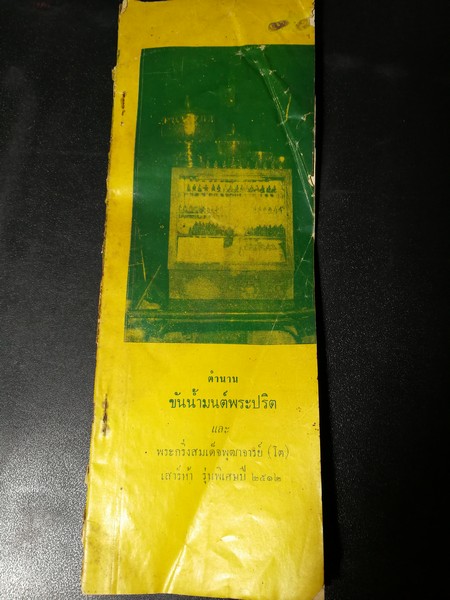 ตำนาน
ขันน้ำมนต์พระปริต
และ
พระกริ่งสมเด็จพุฒาจารย์ (โต)
เสาร์ห้า รุ่นพิเศษปี ๒๕๑๒